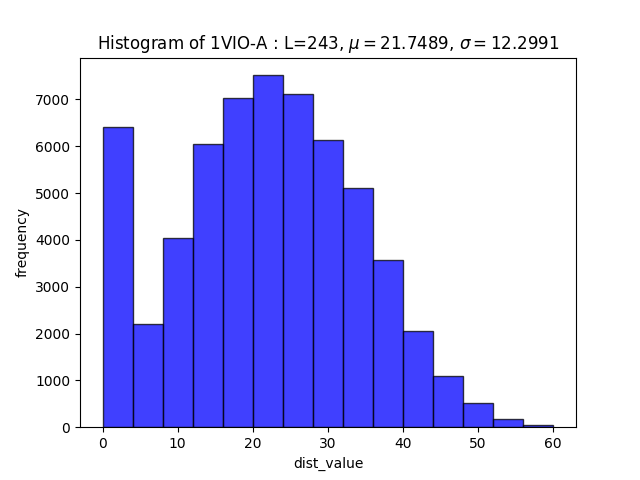 Histogram of 1VIO-A : L=243, μ = 21.7489, σ = 12.2991
frequency
7000
6000
5000
4000
3000
2000
1000
0
0 10 20 30 40 50 60
dist_value